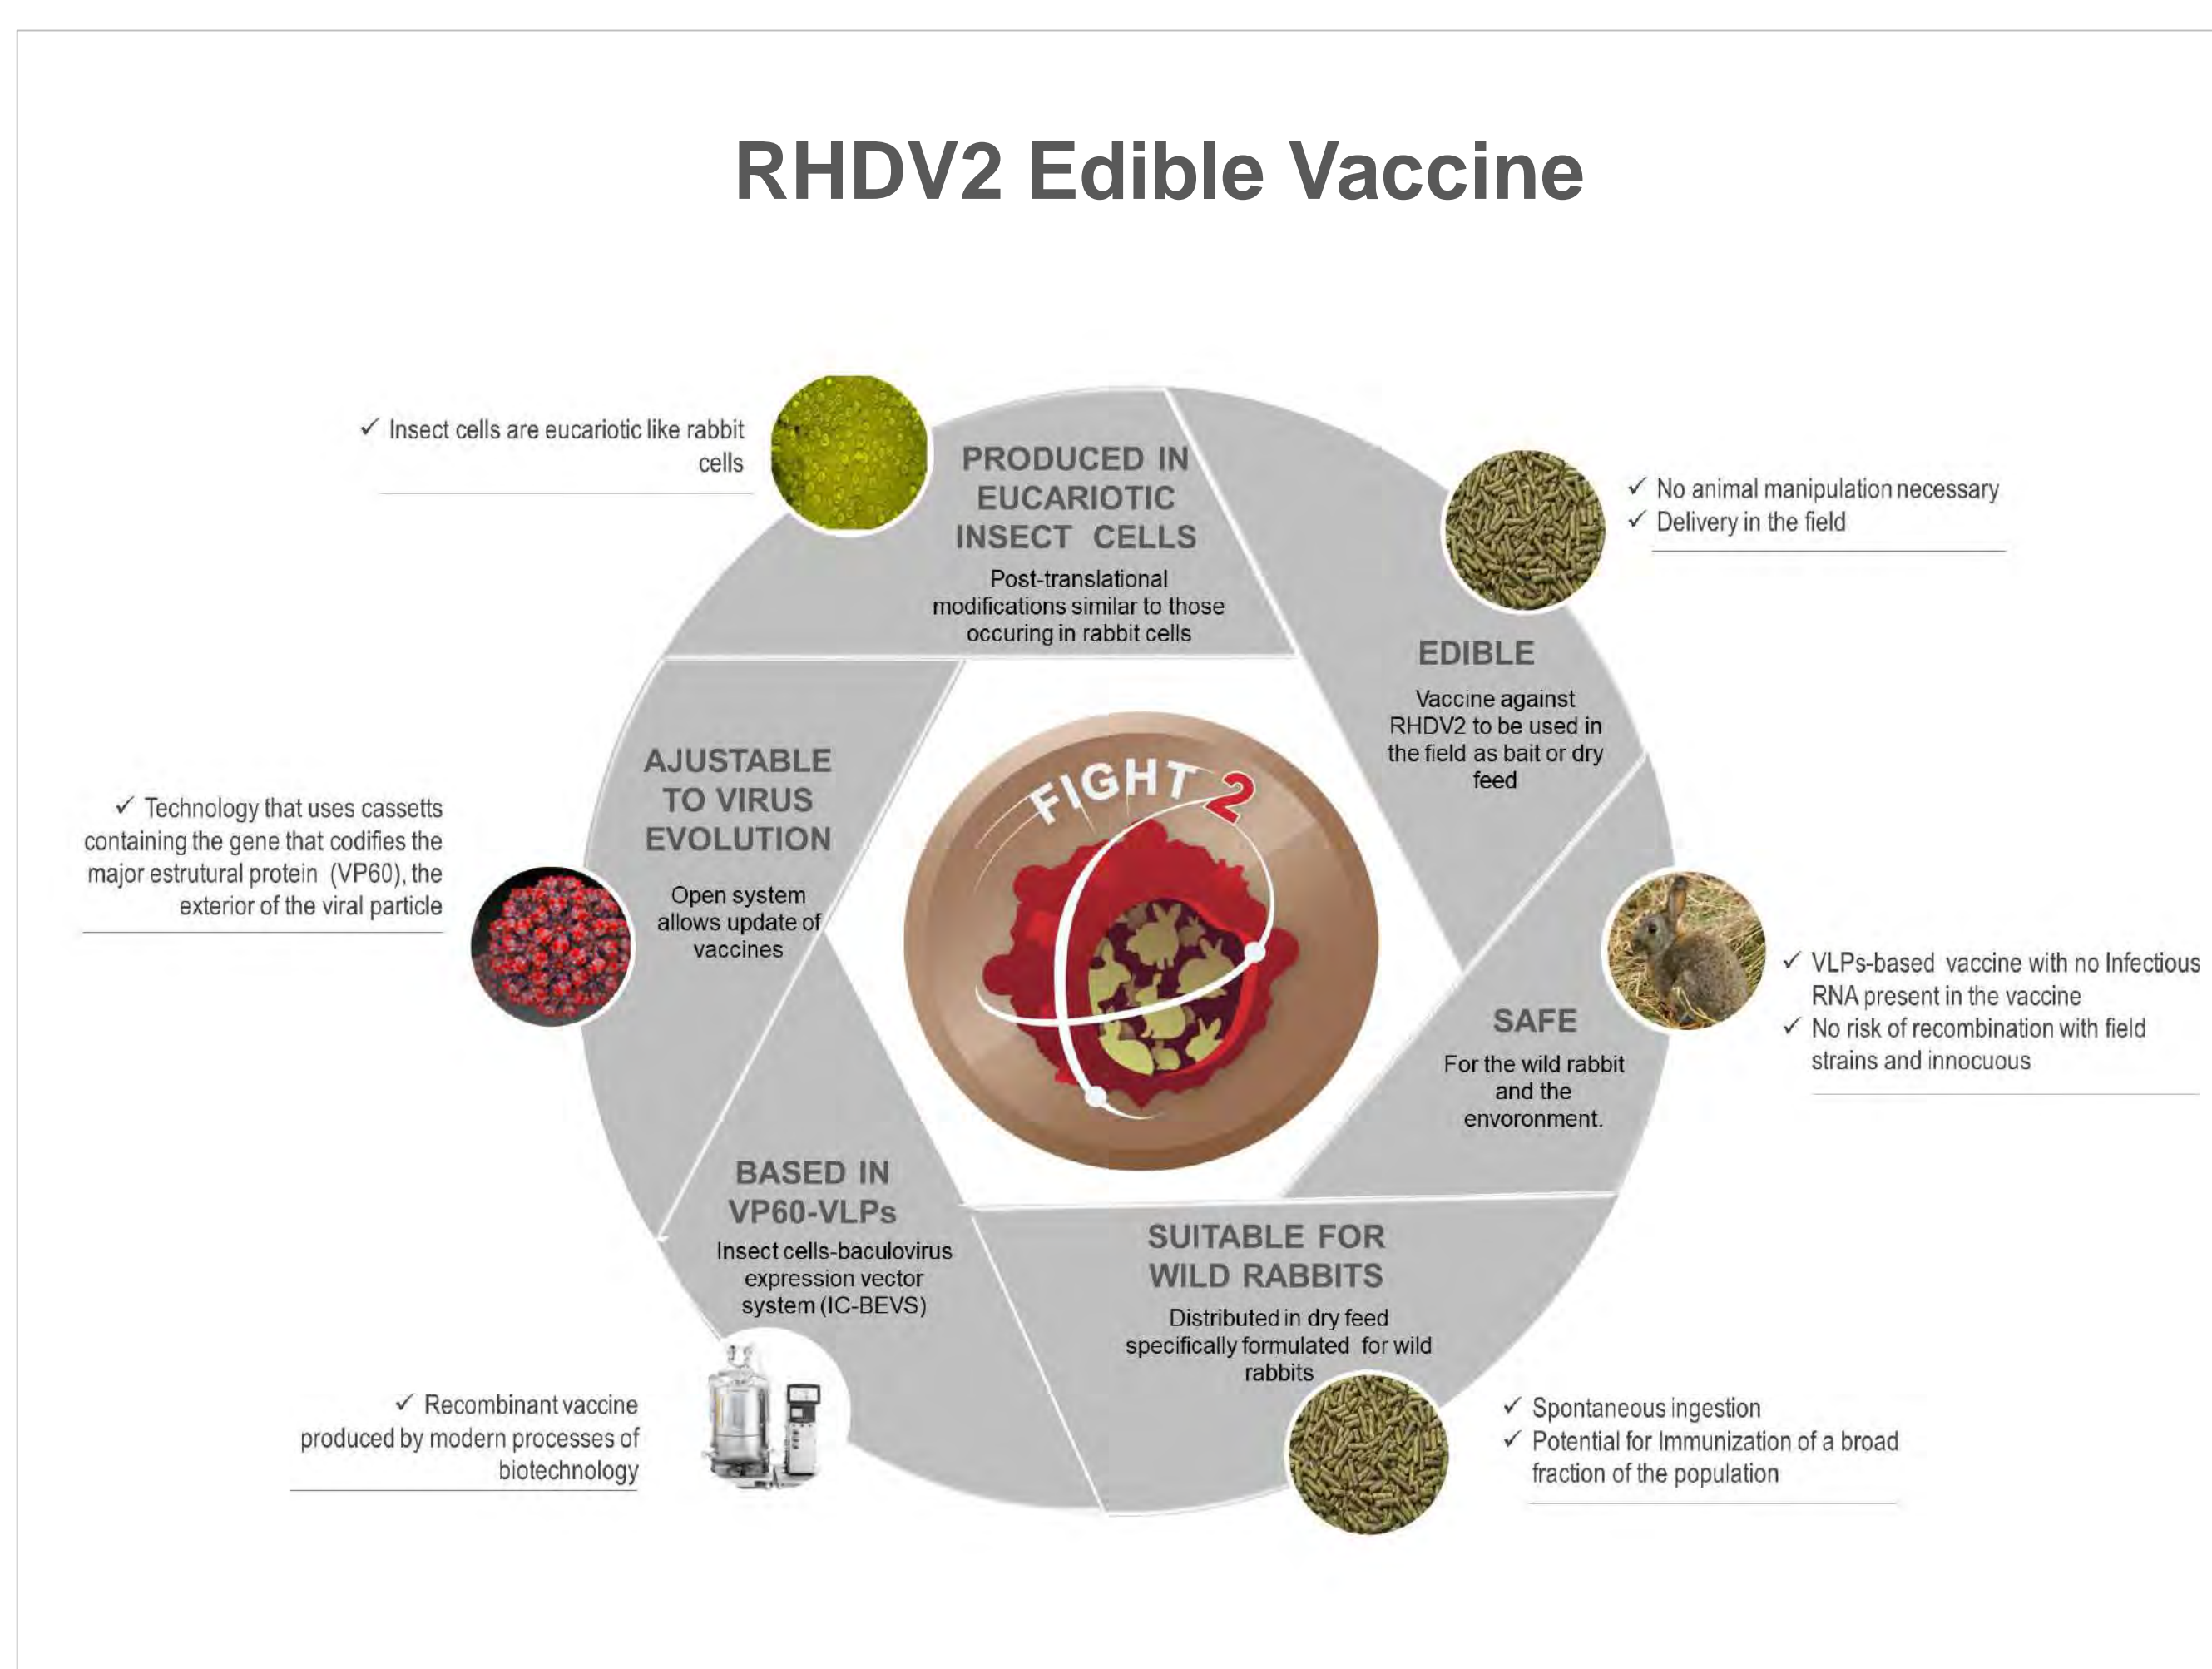 RHDV2 Edible Vaccine
✓ Insect cells are eucariotic like rabbit
cells
PRODUCED IN
EUCARIOTIC
INSECT CELLS
Post-translational
modifications similar to those
occuring in rabbit cells
✓ No animal manipulation necessary
✓ Delivery in the field
EDIBLE
Vaccine against
RHDV2 to be used in
the field as bait or dry
feed
AJUSTABLE
TO VIRUS
EVOLUTION
Open system
allows update of
vaccines
✓ Technology that uses cassetts
containing the gene that codifies the
major estrutural protein (VP60), the
exterior of the viral particle
FIGHT 2
✓ VLPs-based vaccine with no Infectious
RNA present in the vaccine
✓ No risk of recombination with field
strains and innocuous
SAFE
For the wild rabbit
and the
envoronment.
BASED IN
VP60-VLPs
Insect cells-baculovirus
expression vector
system (IC-BEVS)
✓ Recombinant vaccine
produced by modern processes of
biotechnology
SUITABLE FOR
WILD RABBITS
Distributed in dry feed
specifically formulated for wild
rabbits
✓ Spontaneous ingestion
✓ Potential for Immunization of a broad
fraction of the population